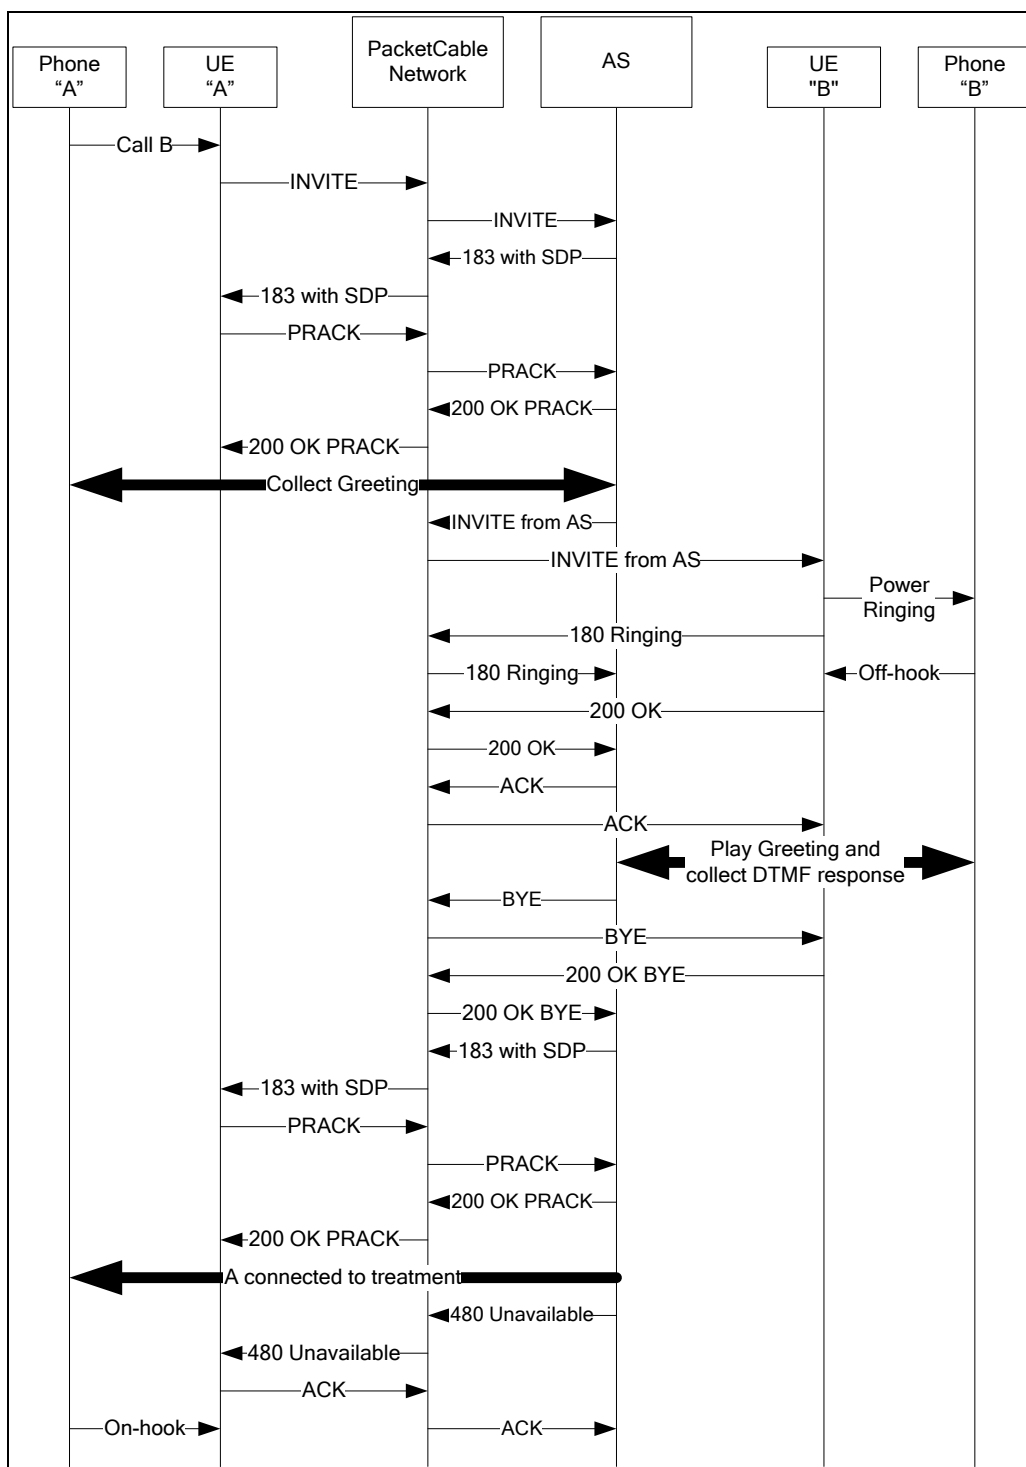 Phone
“A”
UE
“A”
PacketCable
Network
AS
UE
"B"
Phone
“B”
Call B
INVITE
INVITE
183 with SDP
183 with SDP
PRACK
PRACK
200 OK PRACK
200 OK PRACK
Collect Greeting
INVITE from AS
INVITE from AS
Power
Ringing
180 Ringing
180 Ringing
Off-hook
200 OK
200 OK
ACK
ACK
Play Greeting and
collect DTMF response
BYE
BYE
200 OK BYE
200 OK BYE
183 with SDP
183 with SDP
PRACK
PRACK
200 OK PRACK
200 OK PRACK
A connected to treatment
480 Unavailable
480 Unavailable
ACK
On-hook
ACK